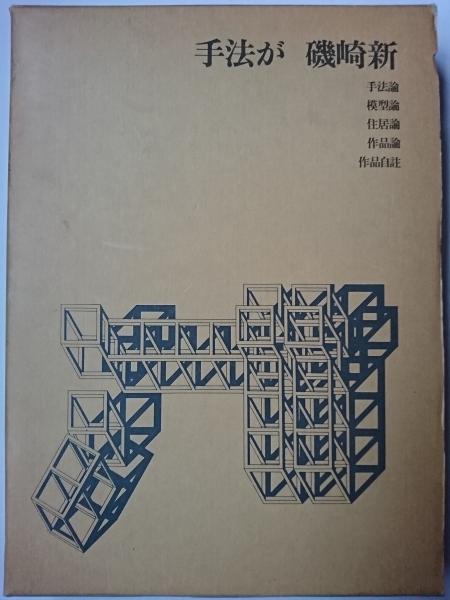 手法が 磯崎新
手法論
模型論
住居論
作品論
作品自註